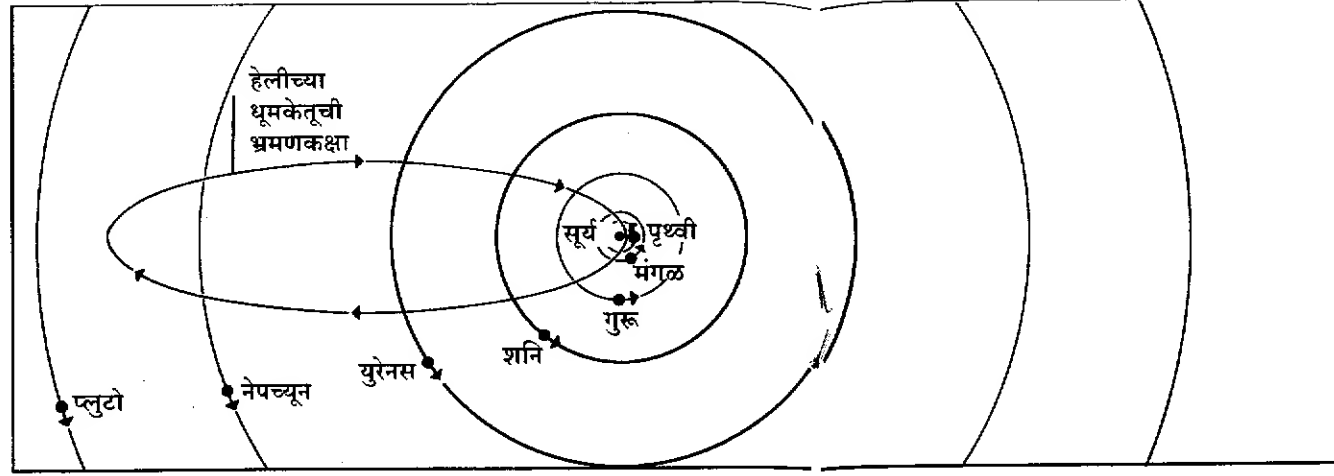 हेलीच्या
धूमकेतूची
भ्रमणकक्षा
सूर्य
पृथ्वी
मंगळ
गुरू
शनि
युरेनस
नेपच्यून
प्लुटो